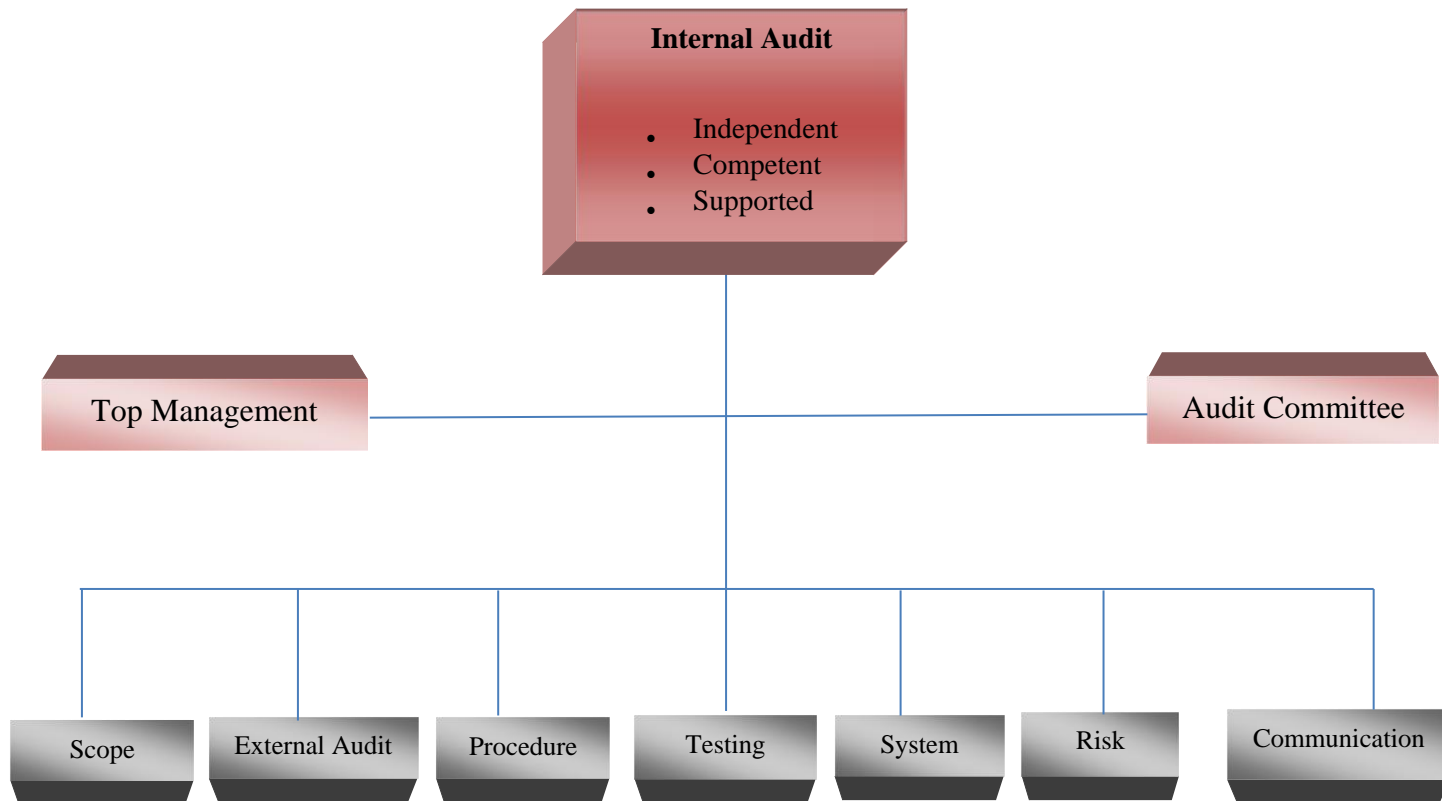 Internal Audit
• Independent
• Competent
• Supported
Top Management
Audit Committee
Scope
External Audit
Procedure
Testing
System
Risk
Communication